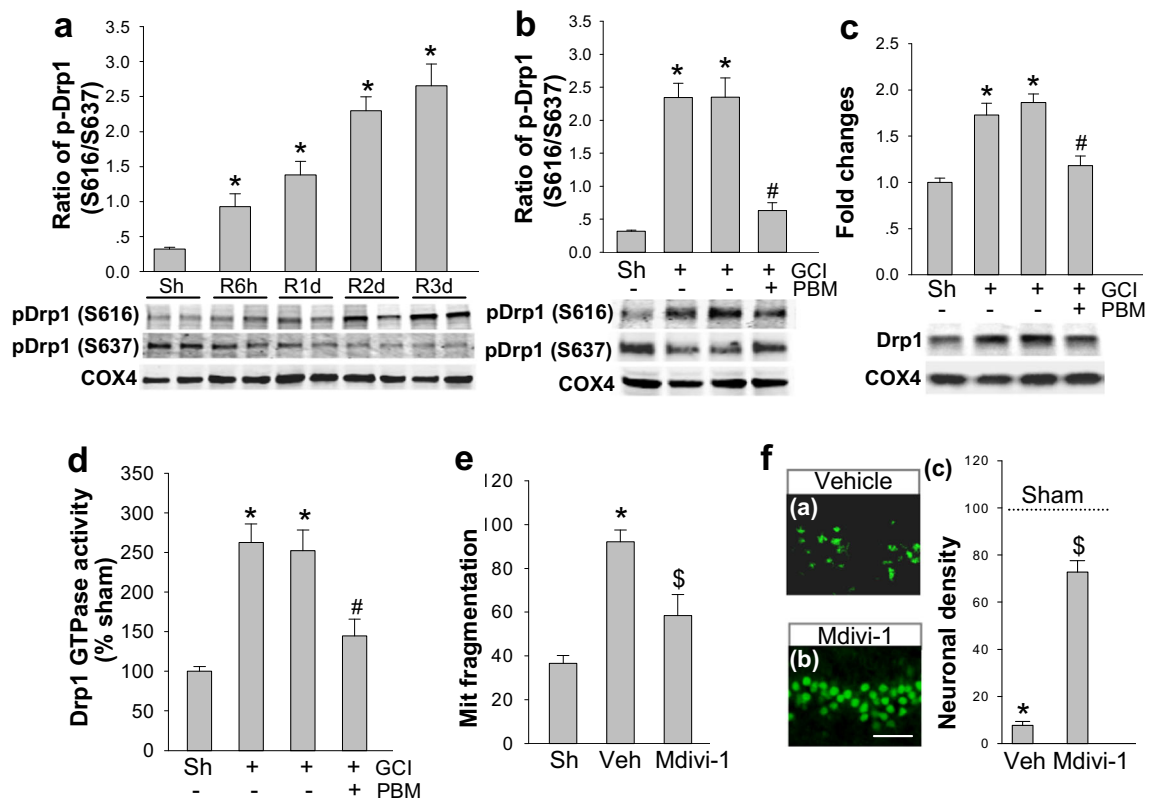 a
Ratio of p-Drp1
(S616/S637)
3.5
3.0
2.5
2.0
1.5
1.0
.5
0.0
* * * *
Sh R6h R1d R2d R3d
pDrp1 (S616)
pDrp1 (S637)
COX4
b
Ratio of p-Drp1
(S616/S637)
3.5
3.0
2.5
2.0
1.5
1.0
.5
0.0
* * #
Sh + + + GCI
- - - + PBM
pDrp1 (S616)
pDrp1 (S637)
COX4
c
Fold changes
2.5
2.0
1.5
1.0
.5
0.0
* * #
Sh + + + GCI
- - - + PBM
Drp1
COX4
d
Drp1 GTPase activity
(% sham)
350
300
250
200
150
100
50
0
* * #
Sh + + + GCI
- - - + PBM
e
Mit fragmentation
120
100
80
60
40
20
0
* $
Sh Veh Mdivi-1
f
Vehicle
(a)
Mdivi-1
(b)
(c)
Neuronal density
120
100
80
60
40
20
0
Sham
* $
Veh Mdivi-1